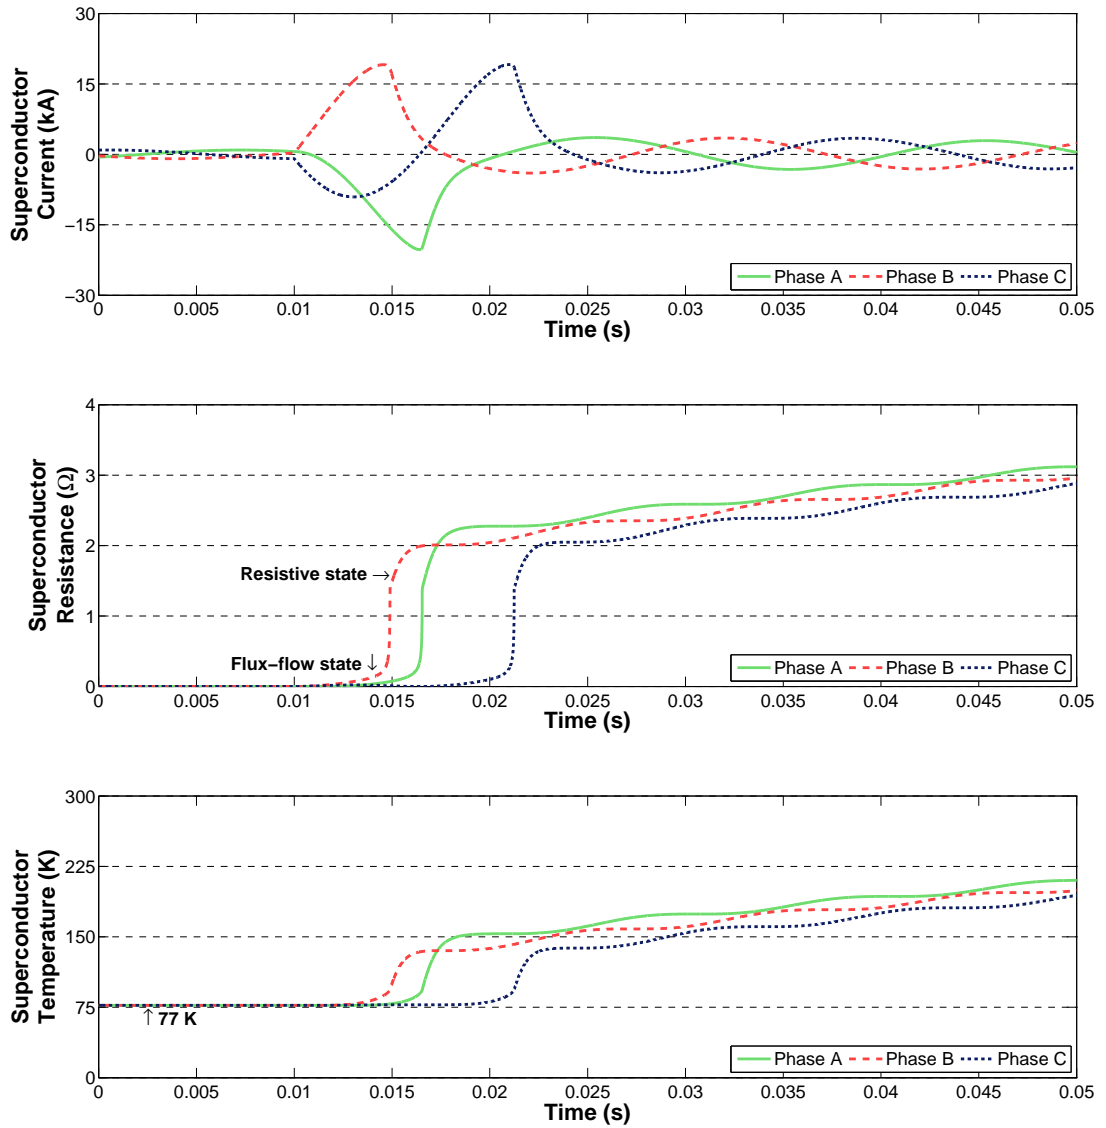 Superconductor
Current (kA)
30
15
0
−15
−30
0
0.005
0.01
0.015
0.02
0.025
0.03
0.035
0.04
0.045
0.05
Phase A
Phase B
Phase C
Time (s)
Superconductor
Resistance (Ω)
4
3
2
1
0
Resistive state →
Flux−flow state ↓
0
0.005
0.01
0.015
0.02
0.025
0.03
0.035
0.04
0.045
0.05
Phase A
Phase B
Phase C
Time (s)
Superconductor
Temperature (K)
300
225
150
75
0
↑ 77 K
0
0.005
0.01
0.015
0.02
0.025
0.03
0.035
0.04
0.045
0.05
Phase A
Phase B
Phase C
Time (s)